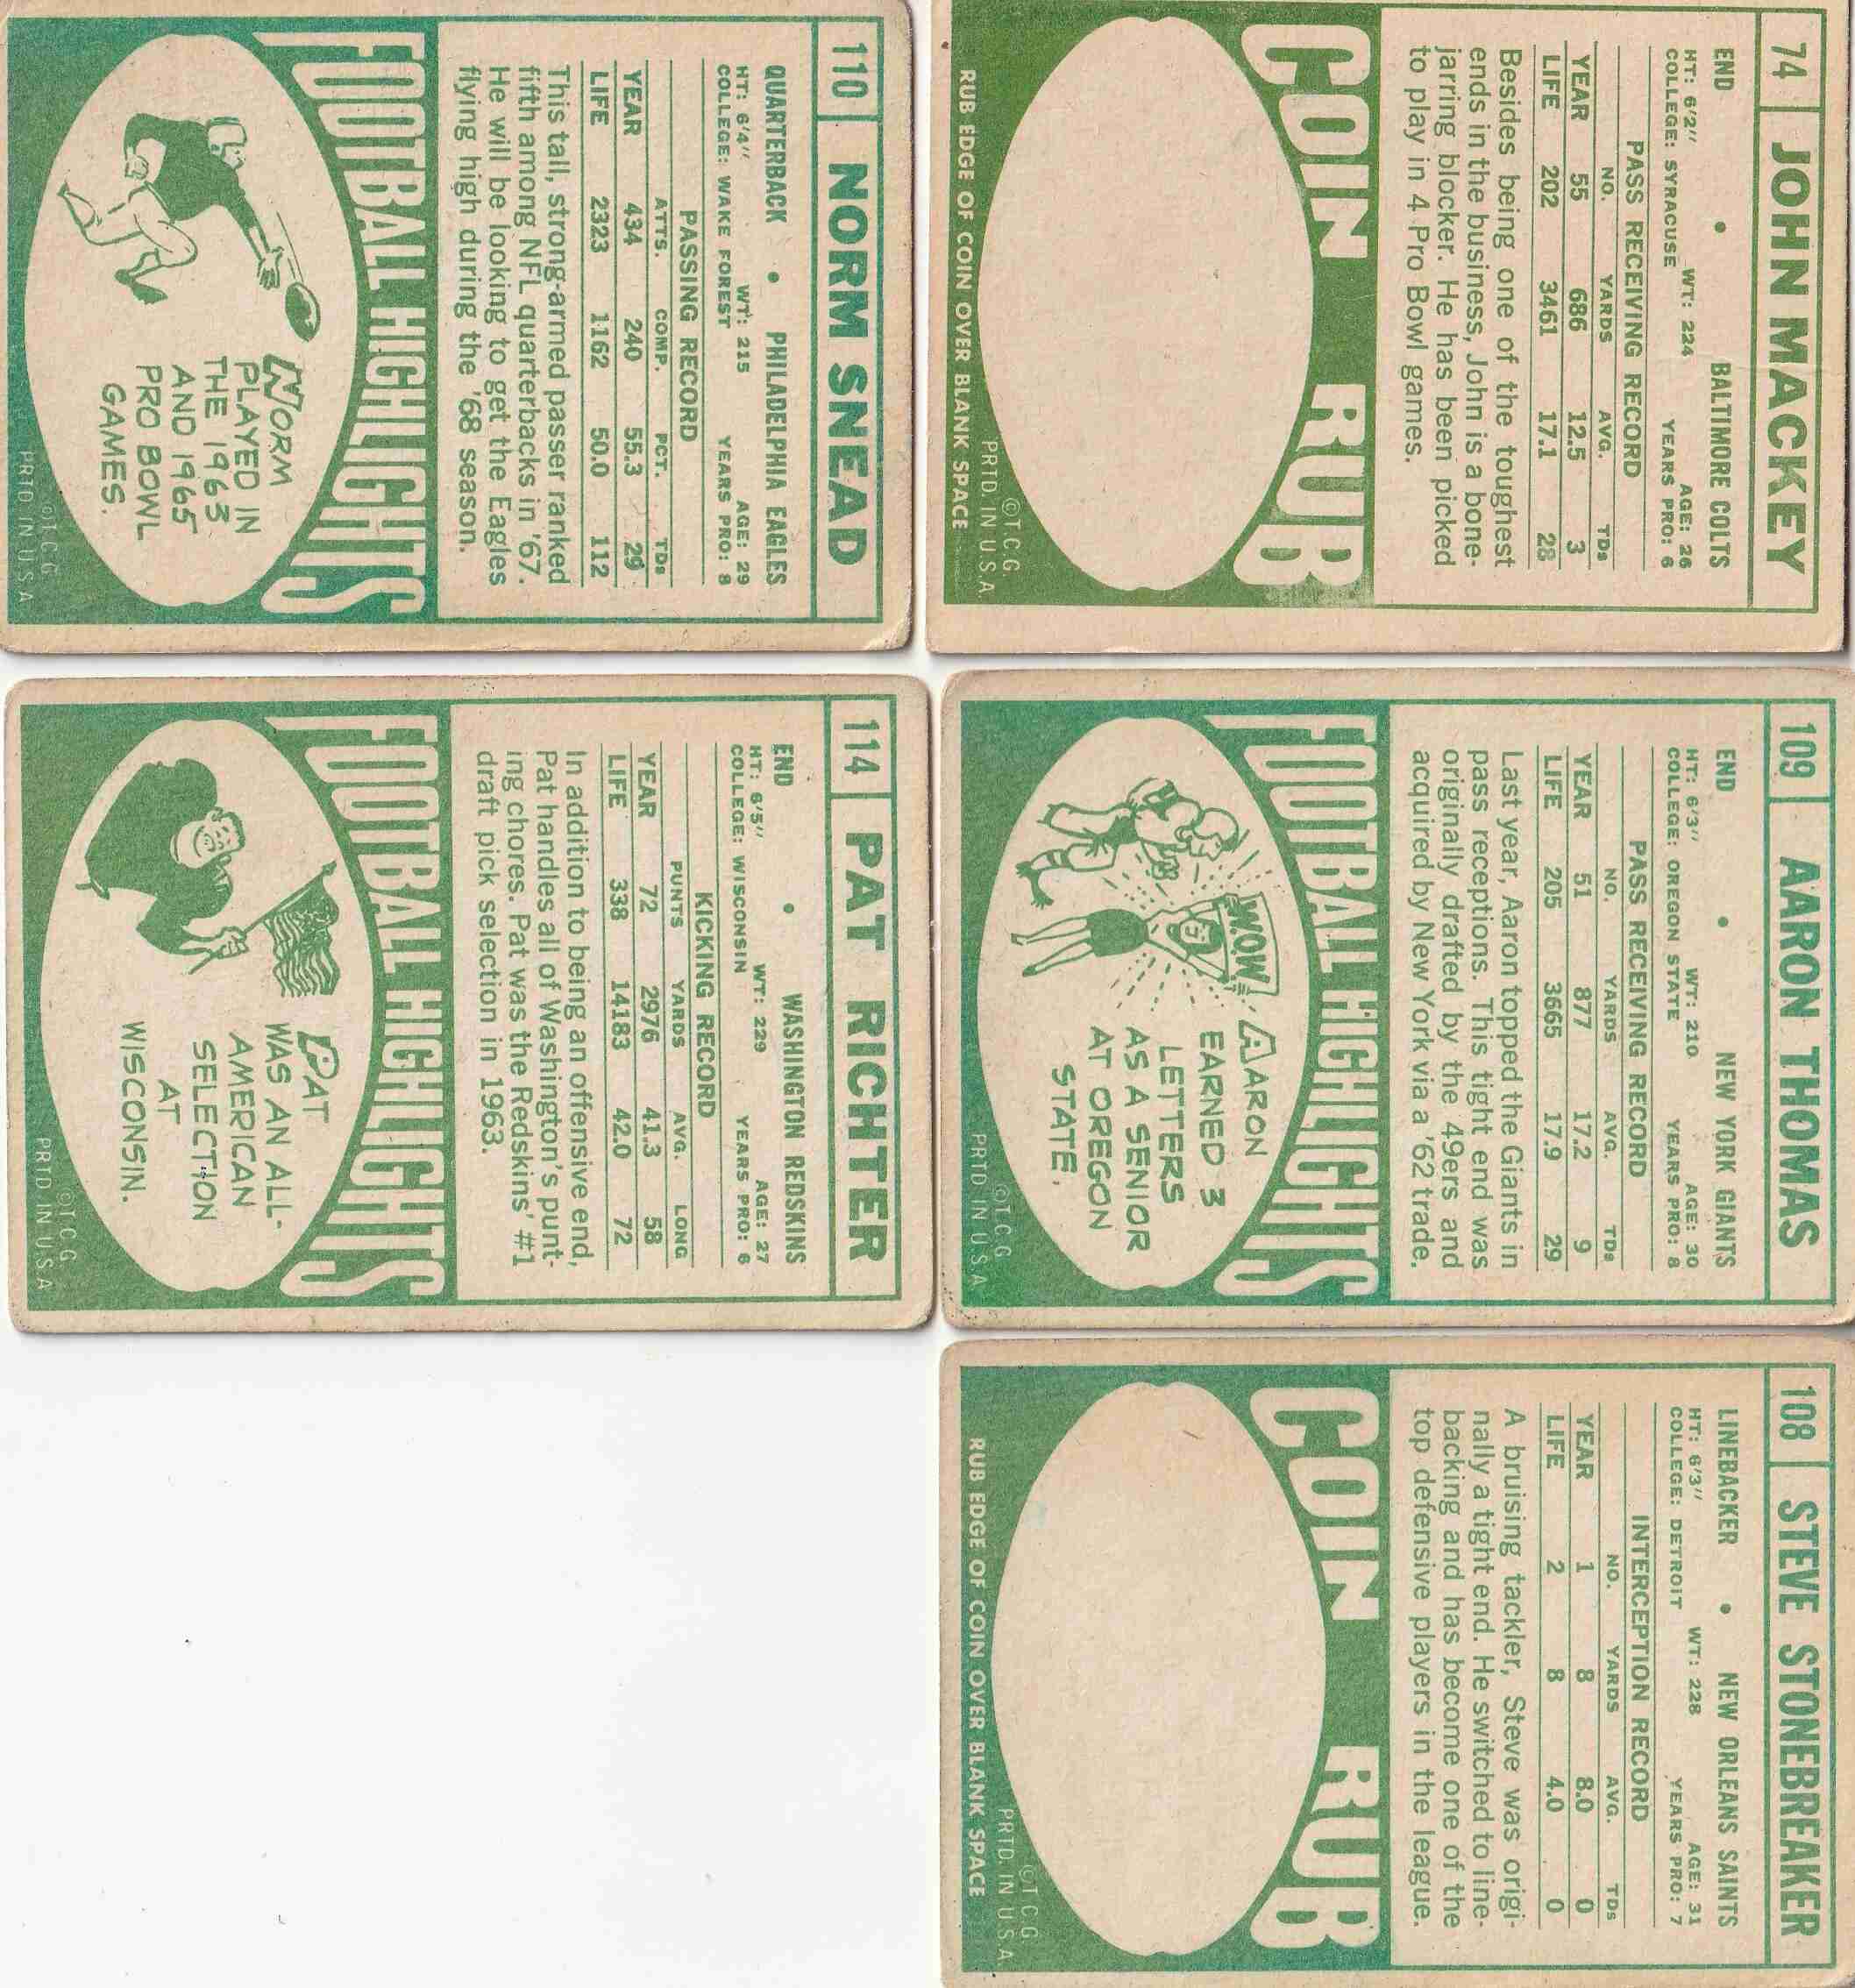 74 JOHN MACKEY
END • BALTIMORE COLTS
HT: 6'2" WT: 224 AGE: 26
COLLEGE: SYRACUSE YEARS PRO: 6
PASS RECEIVING RECORD
NO. YARDS AVG. TDs
YEAR 55 686 12.5 3
LIFE 202 3461 17.1 28
Besides being one of the toughest
ends in the business, John is a bone-
jarring blocker. He has been picked
to play in 4 Pro Bowl games.
COIN RUB
©T.C.G.
PRTD. IN U.S.A.
RUB EDGE OF COIN OVER BLANK SPACE
109 AARON THOMAS
END • NEW YORK GIANTS
HT: 6'3" WT: 210 AGE: 30
COLLEGE: OREGON STATE YEARS PRO: 8
PASS RECEIVING RECORD
NO. YARDS AVG. TDs
YEAR 51 877 17.2 9
LIFE 205 3665 17.9 29
Last year, Aaron topped the Giants in
pass receptions. This tight end was
originally drafted by the 49ers and
acquired by New York via a '62 trade.
FOOTBALL HIGHLIGHTS
W.O.W.
AARON
EARNED 3
LETTERS
AS A SENIOR
AT OREGON
STATE.
©T.C.G.
PRTD. IN U.S.A.
108 STEVE STONEBREAKER
LINEBACKER • NEW ORLEANS SAINTS
HT: 6'3" WT: 228 AGE: 31
COLLEGE: DETROIT YEARS PRO: 7
INTERCEPTION RECORD
NO. YARDS AVG. TDs
YEAR 1 8 8.0 0
LIFE 2 8 4.0 0
A bruising tackler, Steve was origi-
nally a tight end. He switched to line-
backing and has become one of the
top defensive players in the league.
COIN RUB
©T.C.G.
PRTD. IN U.S.A.
RUB EDGE OF COIN OVER BLANK SPACE
110 NORM SNEAD
QUARTERBACK • PHILADELPHIA EAGLES
HT: 6'4" WT: 215 AGE: 29
COLLEGE: WAKE FOREST YEARS PRO: 8
PASSING RECORD
ATTS. COMP. PCT. TDs
YEAR 434 240 55.3 29
LIFE 2323 1162 50.0 112
This tall, strong-armed passer ranked
fifth among NFL quarterbacks in '67.
He will be looking to get the Eagles
flying high during the '68 season.
FOOTBALL HIGHLIGHTS
NORM
PLAYED IN
THE 1963
AND 1965
PRO BOWL
GAMES.
©T.C.G.
PRTD. IN U.S.A.
114 PAT RICHTER
END • WASHINGTON REDSKINS
HT: 6'5" WT: 229 AGE: 27
COLLEGE: WISCONSIN YEARS PRO: 6
KICKING RECORD
PUNTS YARDS AVG. LONG
YEAR 72 2976 41.3 58
LIFE 338 14183 42.0 72
In addition to being an offensive end,
Pat handles all of Washington's punt-
ing chores. Pat was the Redskins' #1
draft pick selection in 1963.
FOOTBALL HIGHLIGHTS
PAT
WAS AN ALL-
AMERICAN
SELECTION
AT
WISCONSIN.
©T.C.G.
PRTD. IN U.S.A.